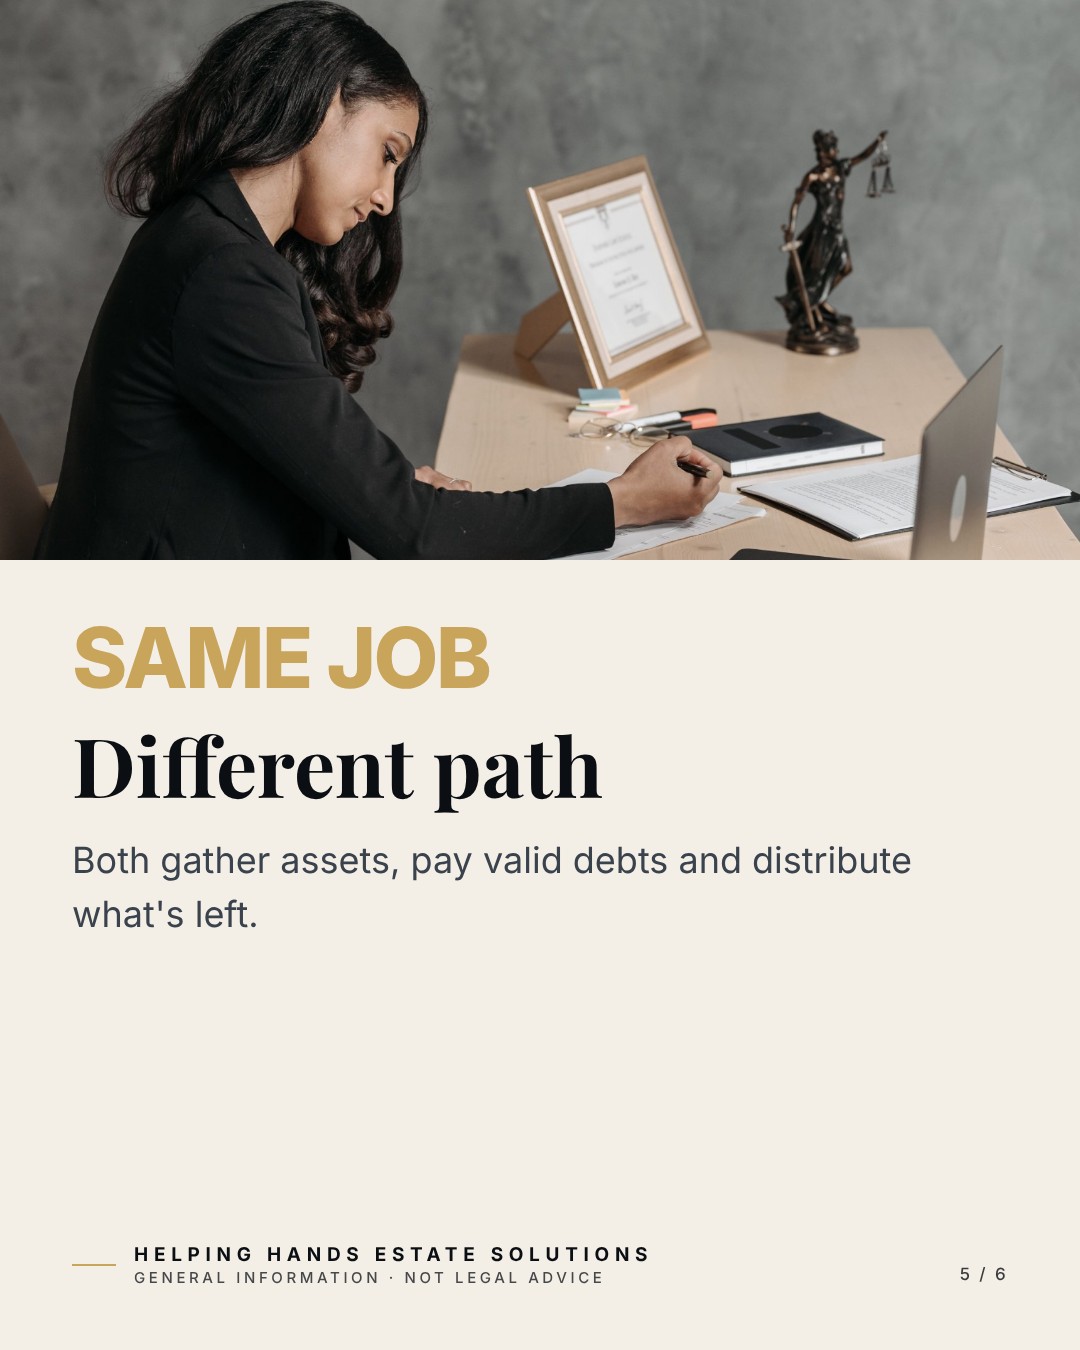 SAME JOB
Different path
Both gather assets, pay valid debts and distribute
what's left.
HELPING HANDS ESTATE SOLUTIONS
GENERAL INFORMATION · NOT LEGAL ADVICE
5 / 6